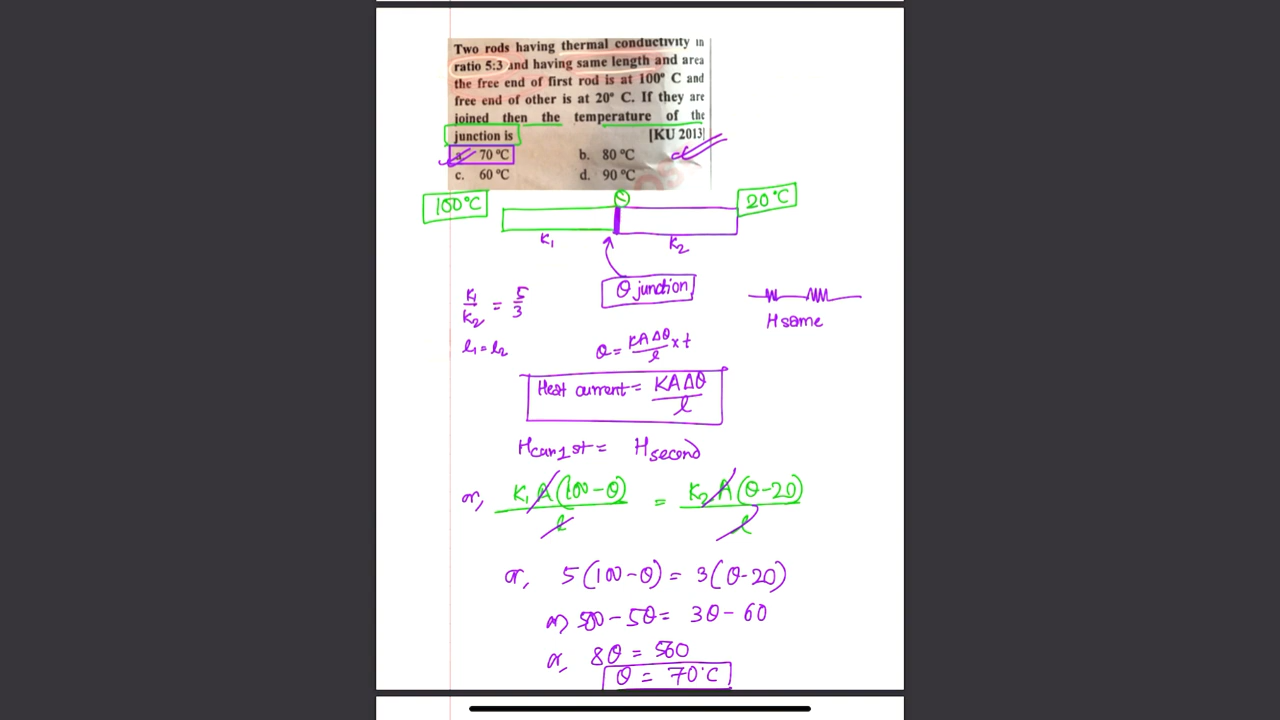 Two rods having thermal conductivity in
ratio 5:3 and having same length and area
the free end of first rod is at 100° C and
free end of other is at 20° C. If they are
joined then the temperature of the
junction is [KU 2013]
a. 70 °C b. 80 °C
c. 60 °C d. 90 °C
100°C θ 20°C
K₁ K₂
θ junction
K₁/K₂ = 5/3
H same
l₁ = l₂
Q = KAΔθ/l x t
Heat current = KAΔθ/l
Hcurr 1st = Hsecond
or, K₁A(100-θ)/l = K₂A(θ-20)/l
or, 5(100-θ) = 3(θ-20)
or, 500-5θ = 3θ-60
or, 8θ = 560
θ = 70°C